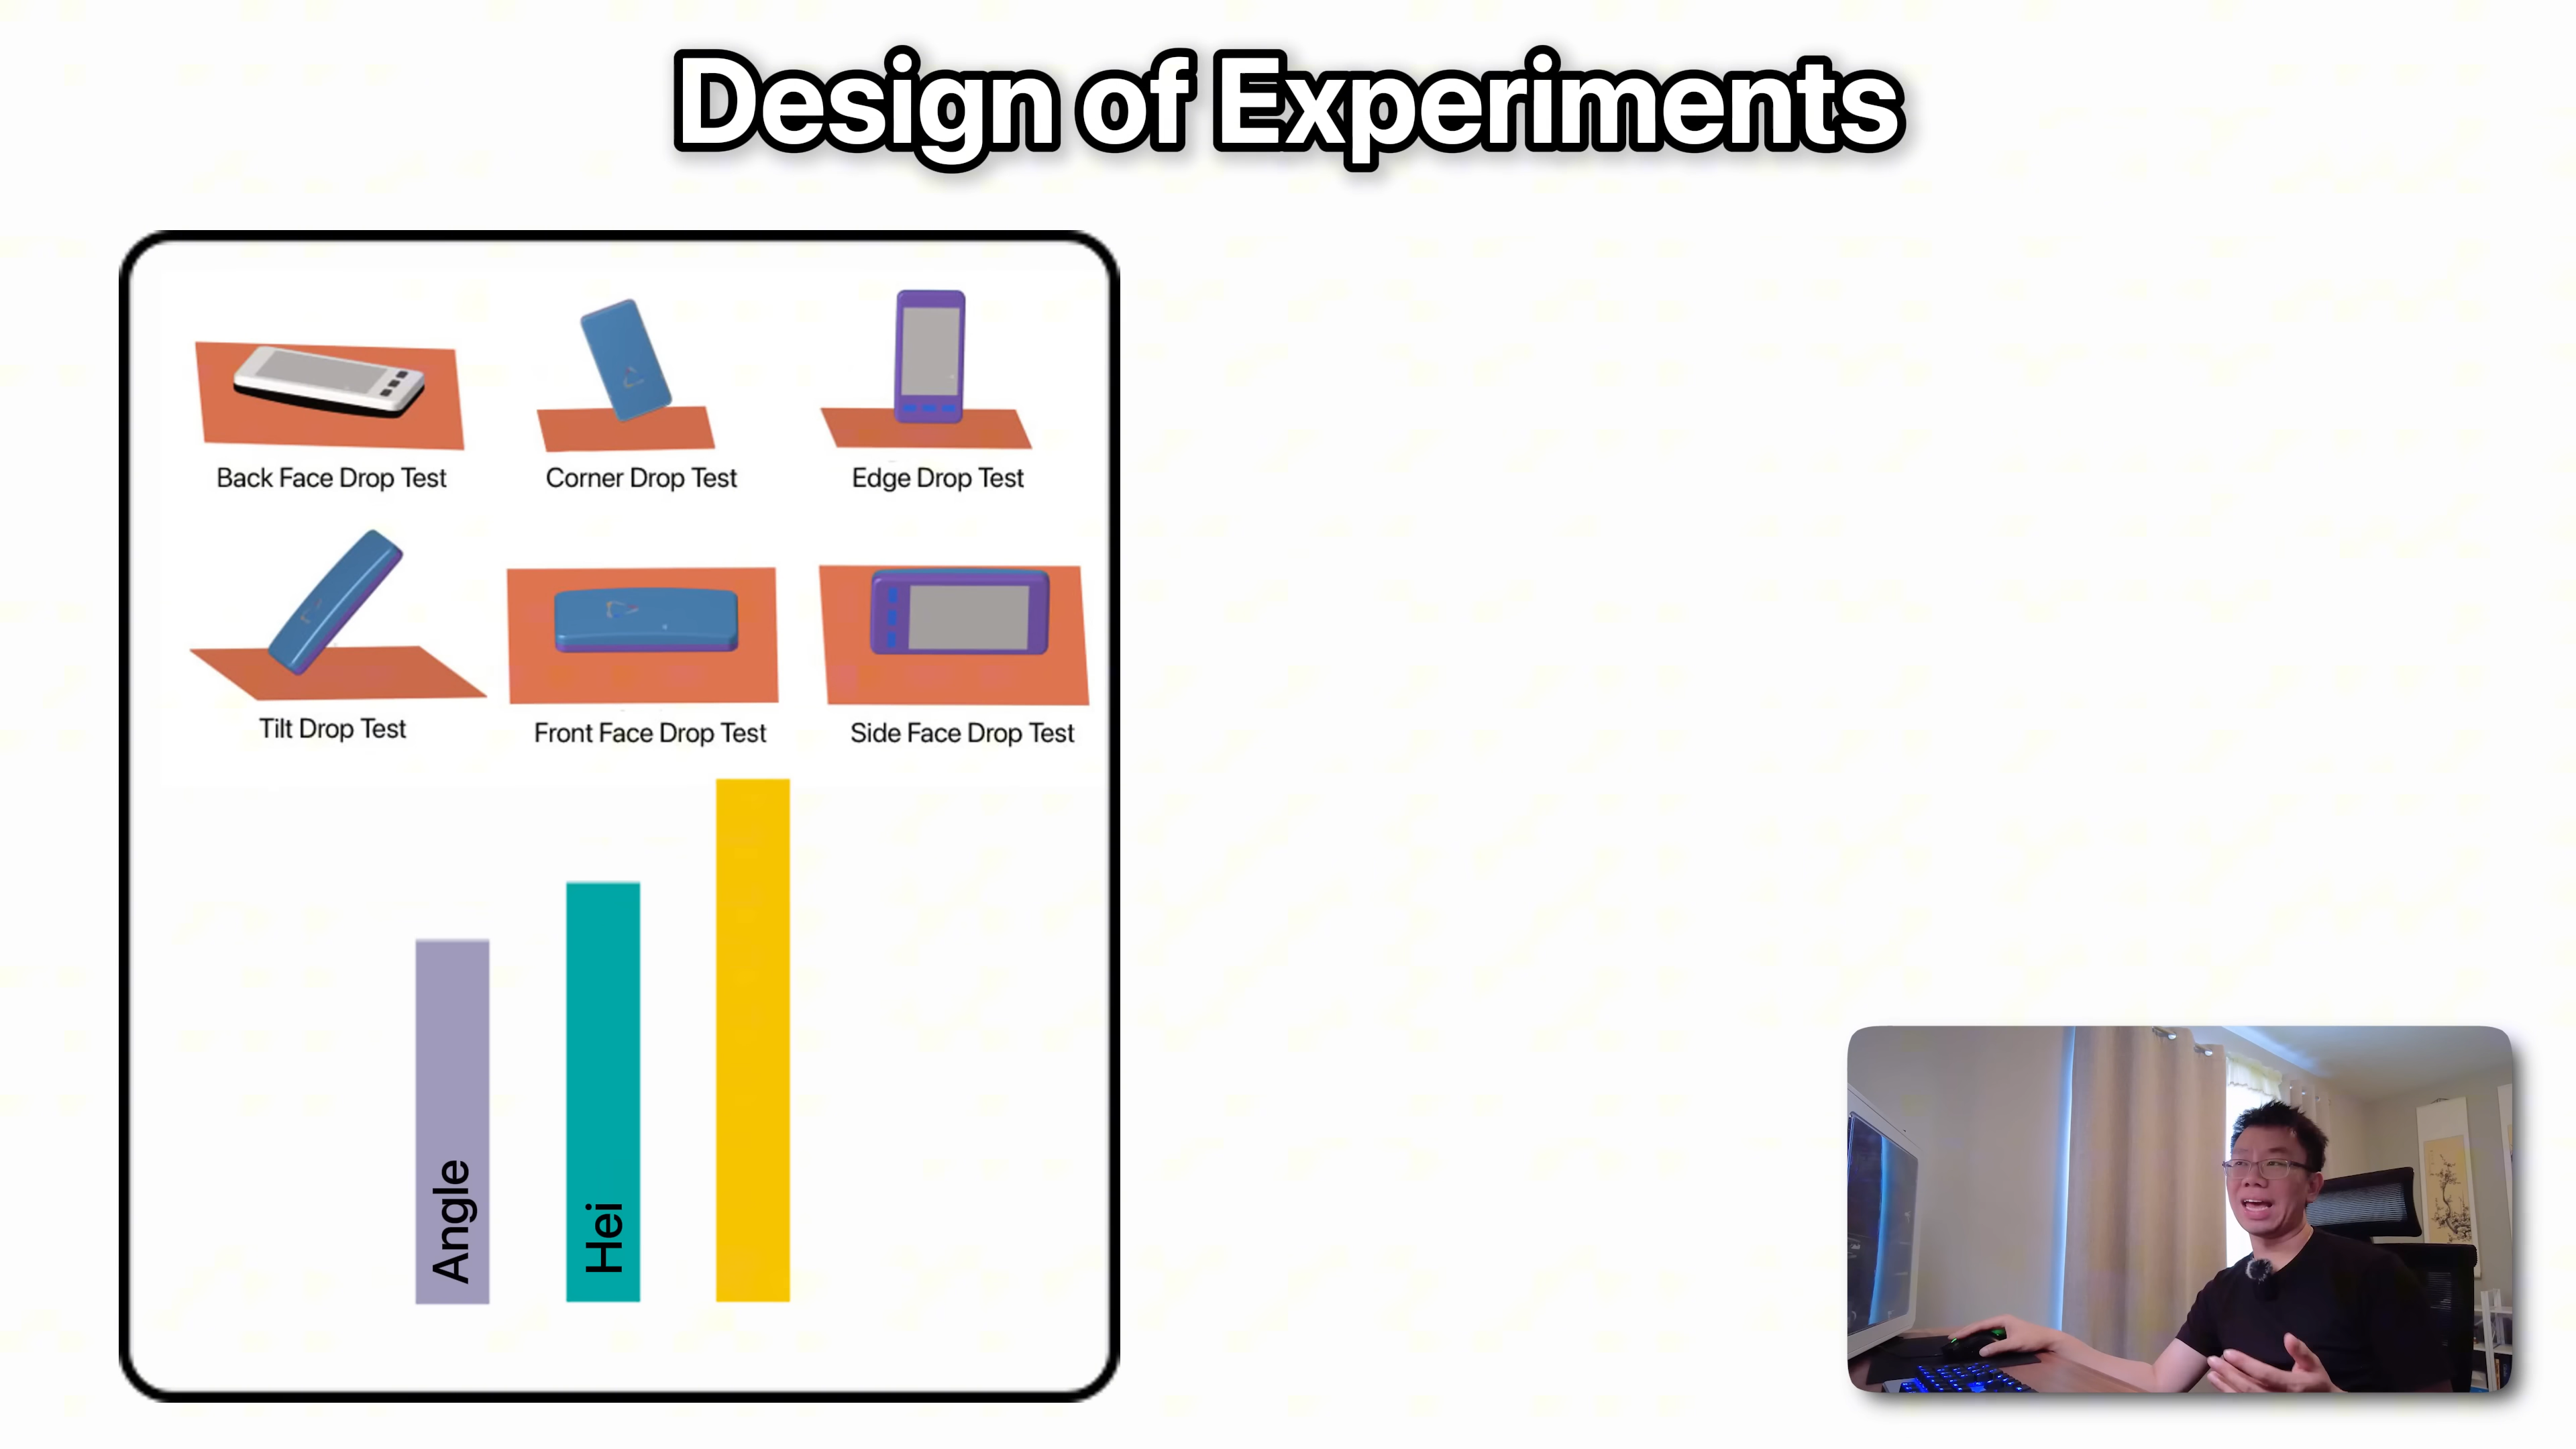 Design of Experiments
Back Face Drop Test
Corner Drop Test
Edge Drop Test
Tilt Drop Test
Front Face Drop Test
Side Face Drop Test
Angle
Hei